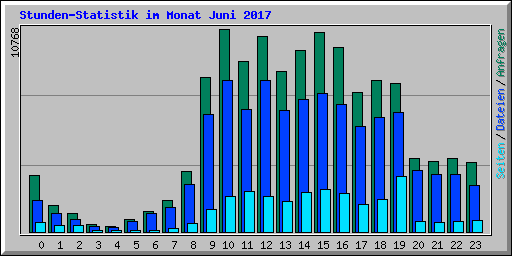 Stunden-Statistik im Monat Juni 2017
10768
Seiten / Dateien / Anfragen
0 1 2 3 4 5 6 7 8 9 10 11 12 13 14 15 16 17 18 19 20 21 22 23